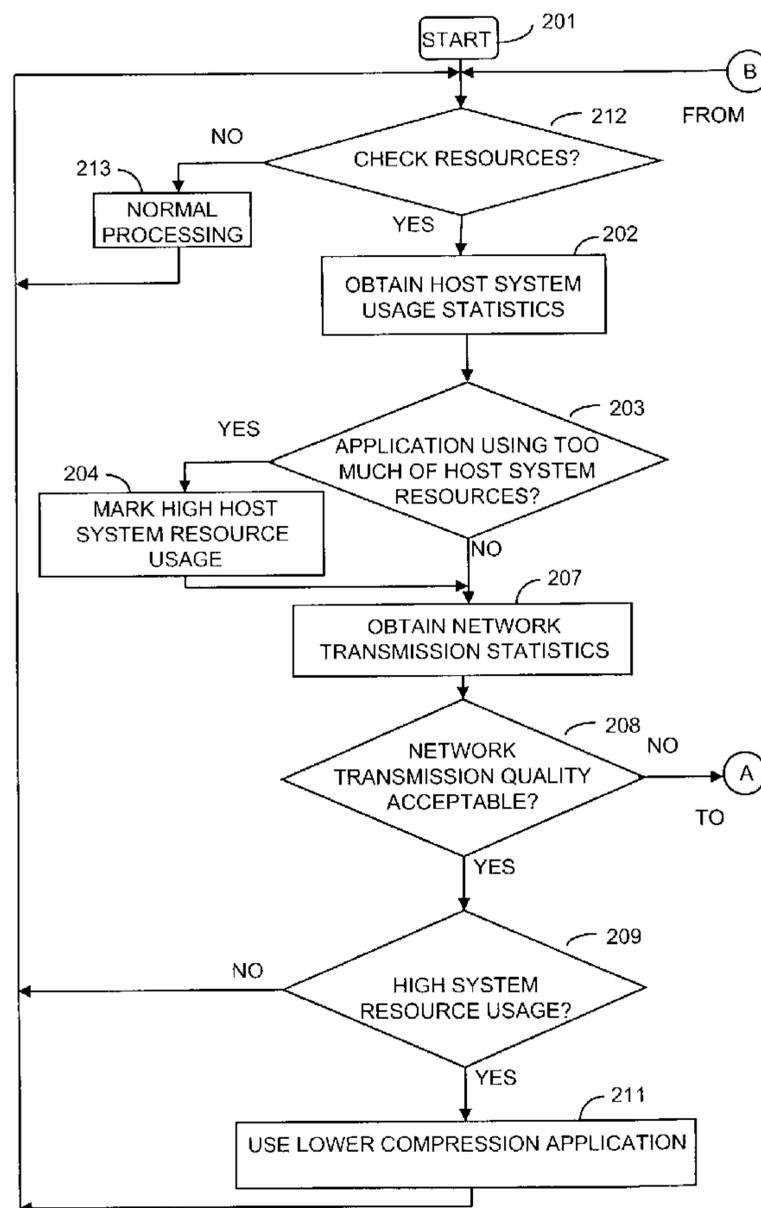 START
201
B
FROM
212
NO
CHECK RESOURCES?
213
NORMAL
PROCESSING
YES
202
OBTAIN HOST SYSTEM
USAGE STATISTICS
203
YES
APPLICATION USING TOO
MUCH OF HOST SYSTEM
RESOURCES?
204
MARK HIGH HOST
SYSTEM RESOURCE
USAGE
NO
207
OBTAIN NETWORK
TRANSMISSION STATISTICS
208
NO
NETWORK
TRANSMISSION QUALITY
ACCEPTABLE?
A
TO
YES
209
NO
HIGH SYSTEM
RESOURCE USAGE?
YES
211
USE LOWER COMPRESSION APPLICATION